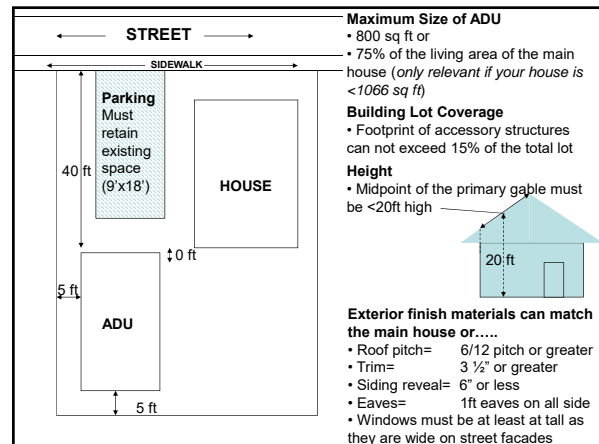 STREET
SIDEWALK
Parking
Must
retain
existing
space
(9'x18')
40 ft
HOUSE
0 ft
5 ft
ADU
5 ft
Maximum Size of ADU
• 800 sq ft or
• 75% of the living area of the main
house (only relevant if your house is
<1066 sq ft)
Building Lot Coverage
• Footprint of accessory structures
can not exceed 15% of the total lot
Height
• Midpoint of the primary gable must
be <20ft high
20 ft
Exterior finish materials can match
the main house or…..
• Roof pitch= 6/12 pitch or greater
• Trim= 3 ½” or greater
• Siding reveal= 6” or less
• Eaves= 1ft eaves on all side
• Windows must be at least at tall as
they are wide on street facades